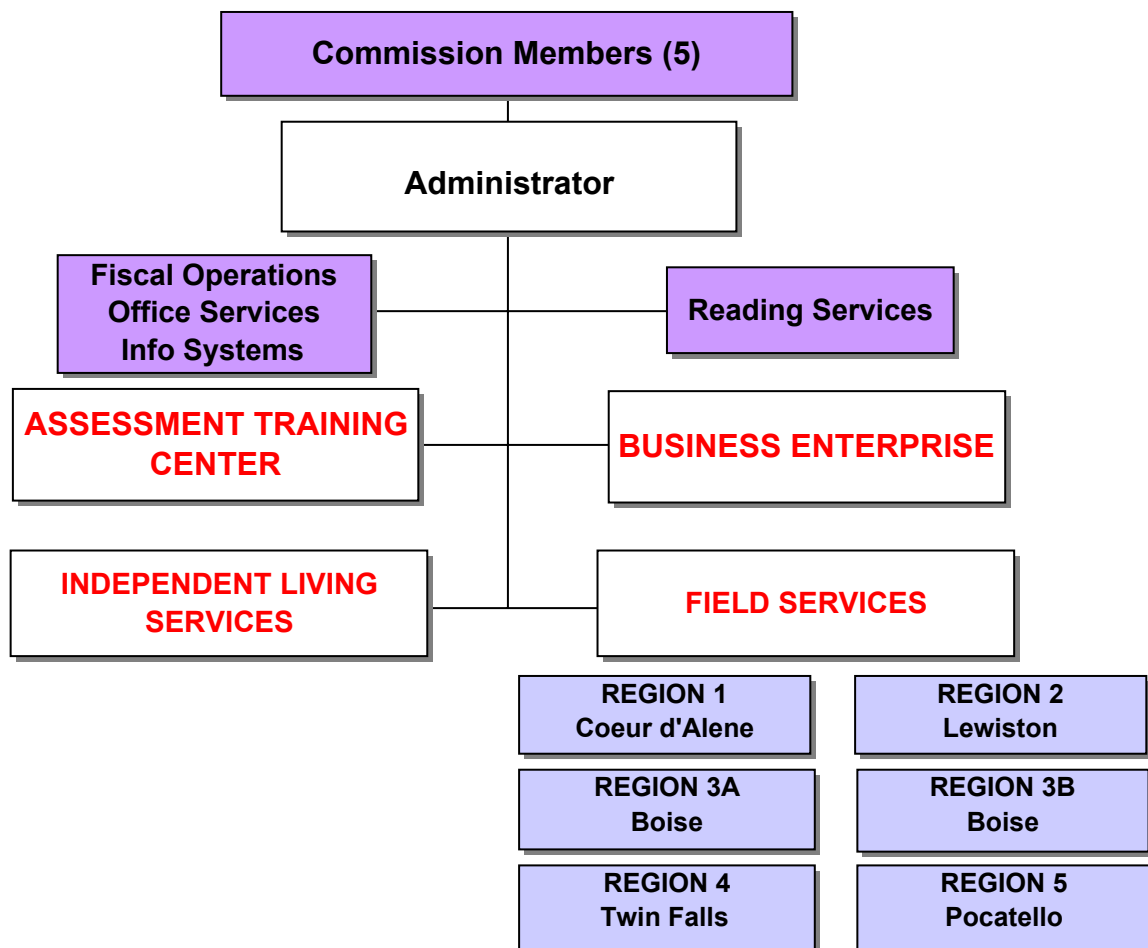 Commission Members (5)
Administrator
Fiscal Operations
Office Services
Info Systems
Reading Services
ASSESSMENT TRAINING
CENTER
BUSINESS ENTERPRISE
INDEPENDENT LIVING
SERVICES
FIELD SERVICES
REGION 1
Coeur d'Alene
REGION 2
Lewiston
REGION 3A
Boise
REGION 3B
Boise
REGION 4
Twin Falls
REGION 5
Pocatello